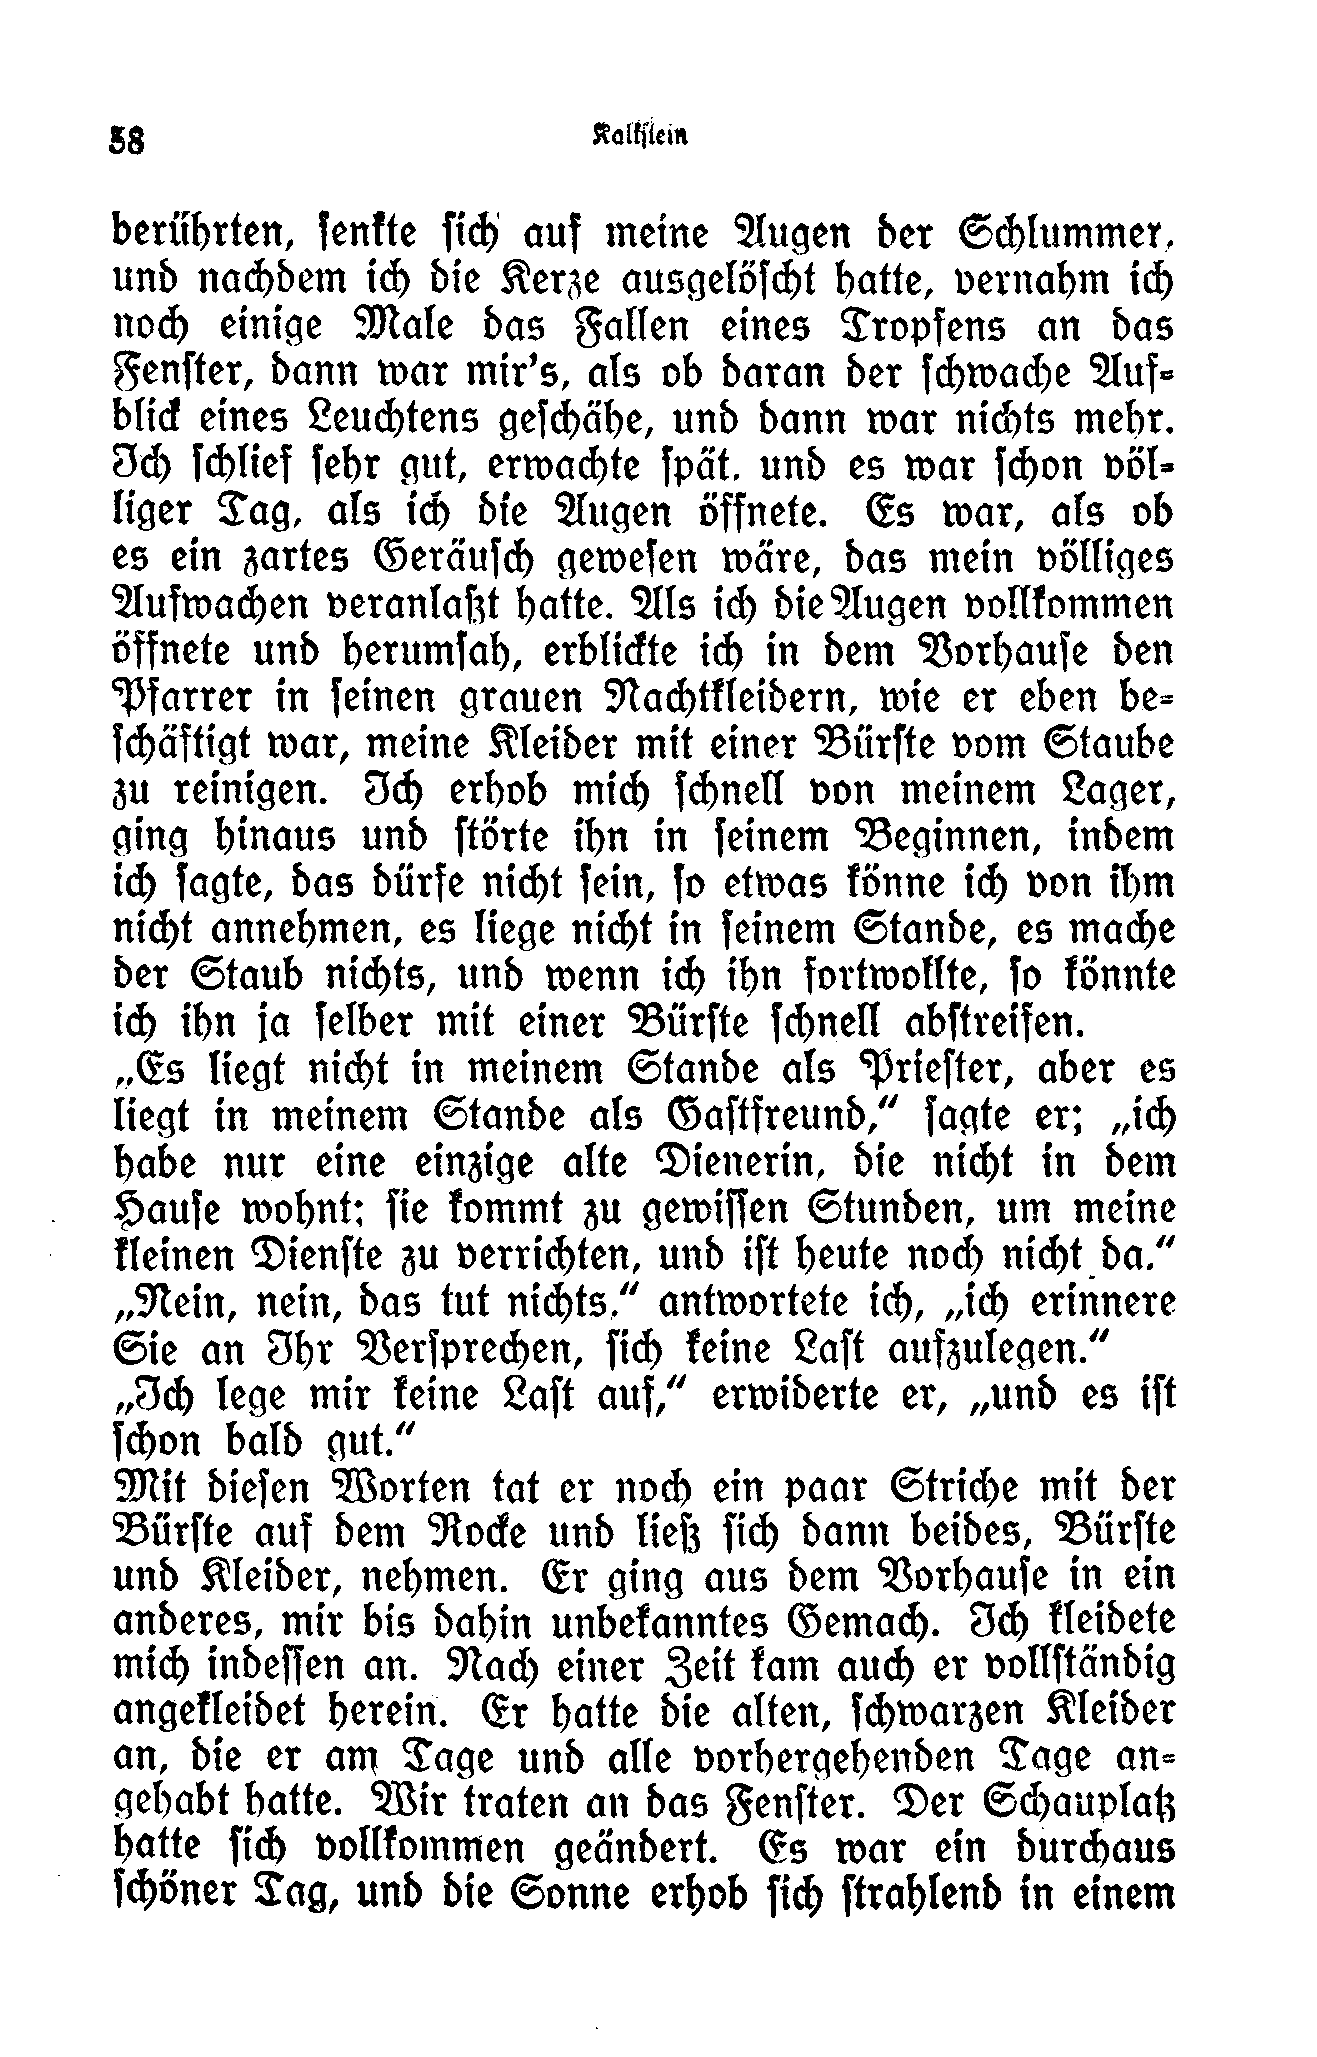 58
Kalkstein
berührten, senkte sich auf meine Augen der Schlummer,
und nachdem ich die Kerze ausgelöscht hatte, vernahm ich
noch einige Male das Fallen eines Tropfens an das
Fenster, dann war mir's, als ob daran der schwache Auf-
blick eines Leuchtens geschähe, und dann war nichts mehr.
Ich schlief sehr gut, erwachte spät, und es war schon völ-
liger Tag, als ich die Augen öffnete. Es war, als ob
es ein zartes Geräusch gewesen wäre, das mein völliges
Aufwachen veranlaßt hatte. Als ich die Augen vollkommen
öffnete und herumsah, erblickte ich in dem Vorhause den
Pfarrer in seinen grauen Nachtkleidern, wie er eben be-
schäftigt war, meine Kleider mit einer Bürste vom Staube
zu reinigen. Ich erhob mich schnell von meinem Lager,
ging hinaus und störte ihn in seinem Beginnen, indem
ich sagte, das dürfe nicht sein, so etwas könne ich von ihm
nicht annehmen, es liege nicht in seinem Stande, es mache
der Staub nichts, und wenn ich ihn fortwollte, so könnte
ich ihn ja selber mit einer Bürste schnell abstreifen.
„Es liegt nicht in meinem Stande als Priester, aber es
liegt in meinem Stande als Gastfreund,“ sagte er; „ich
habe nur eine einzige alte Dienerin, die nicht in dem
Hause wohnt; sie kommt zu gewissen Stunden, um meine
kleinen Dienste zu verrichten, und ist heute noch nicht da.“
„Nein, nein, das tut nichts.“ antwortete ich, „ich erinnere
Sie an Ihr Versprechen, sich keine Last aufzulegen.“
„Ich lege mir keine Last auf,“ erwiderte er, „und es ist
schon bald gut.“
Mit diesen Worten tat er noch ein paar Striche mit der
Bürste auf dem Rocke und ließ sich dann beides, Bürste
und Kleider, nehmen. Er ging aus dem Vorhause in ein
anderes, mir bis dahin unbekanntes Gemach. Ich kleidete
mich indessen an. Nach einer Zeit kam auch er vollständig
angekleidet herein. Er hatte die alten, schwarzen Kleider
an, die er am Tage und alle vorhergehenden Tage an-
gehabt hatte. Wir traten an das Fenster. Der Schauplatz
hatte sich vollkommen geändert. Es war ein durchaus
schöner Tag, und die Sonne erhob sich strahlend in einem